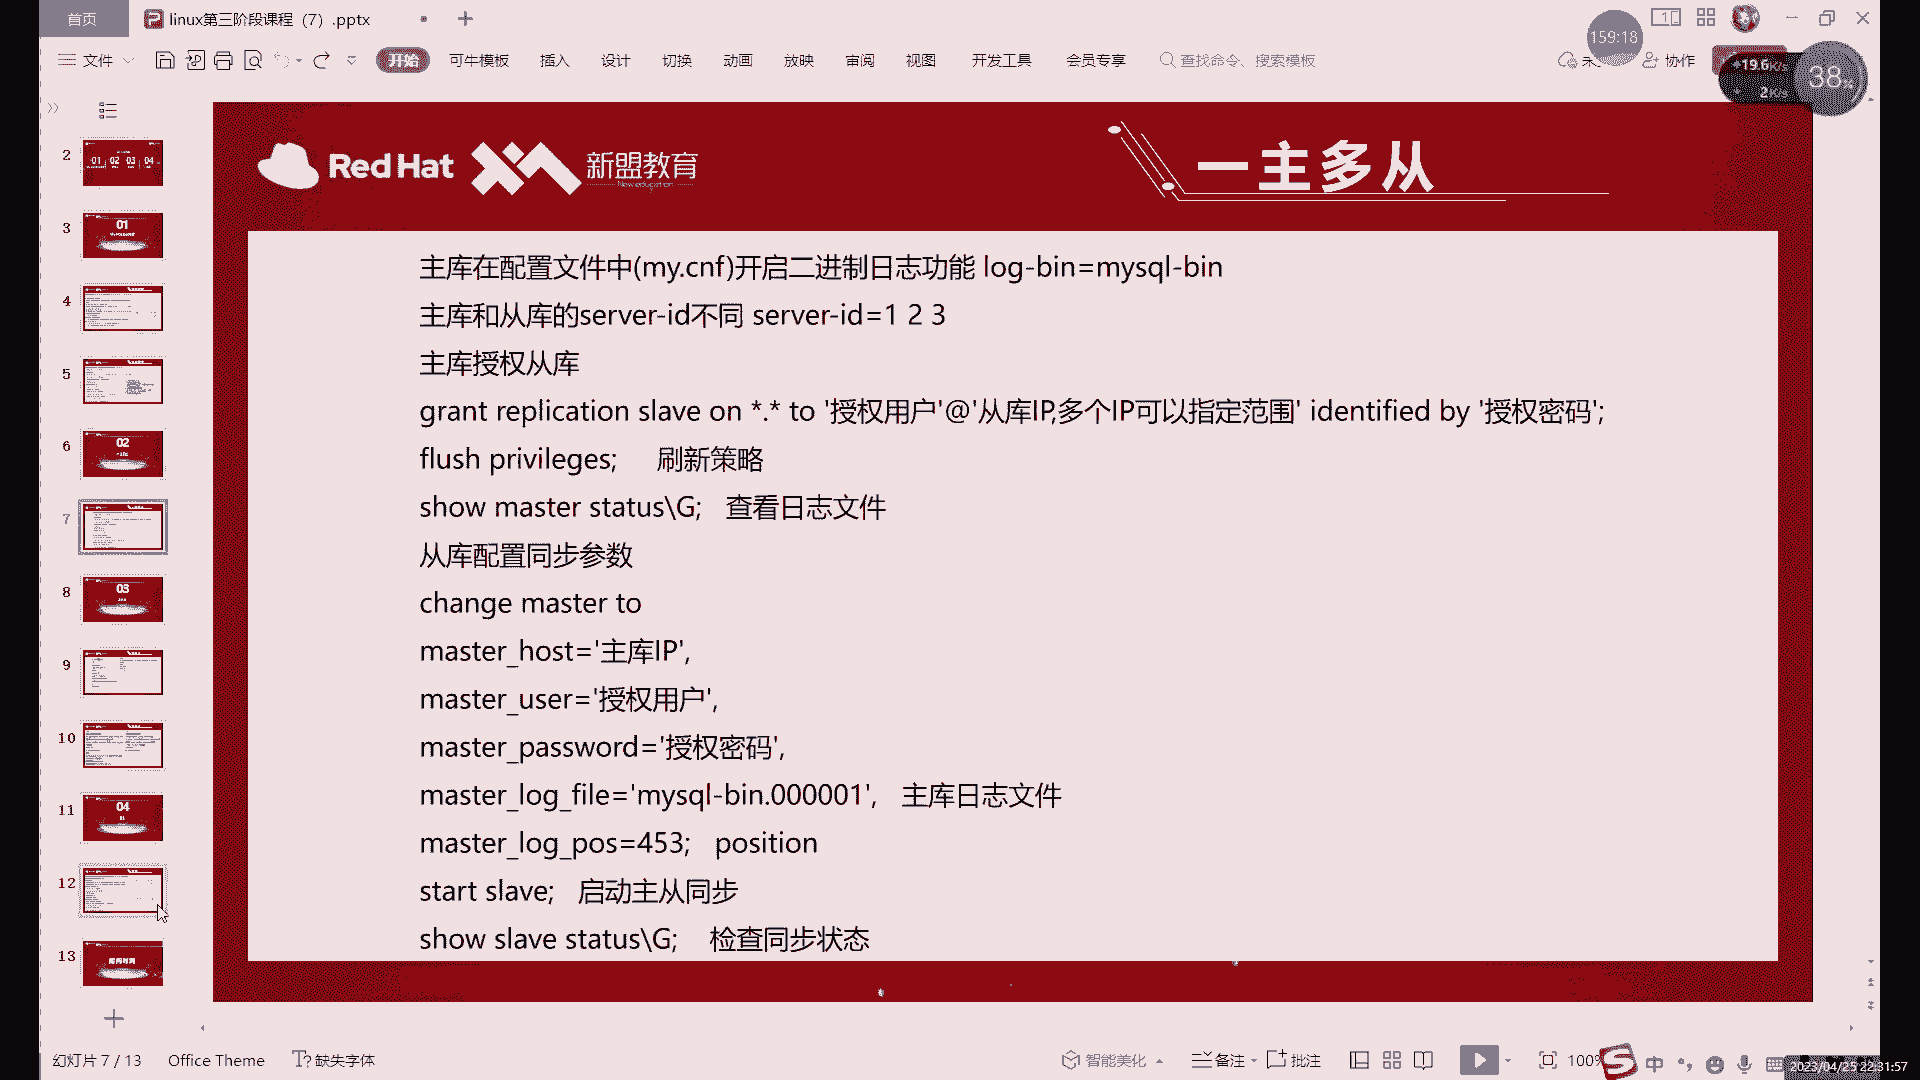 首页
linux第三阶段课程（7）.pptx
159:18
文件
开始
可牛模板
插入
设计
切换
动画
放映
审阅
视图
开发工具
会员专享
查找命令、搜索模板
协作
19.6K/s
2K/s
38%
Red Hat
新盟教育
一主多从
主库在配置文件中(my.cnf)开启二进制日志功能 log-bin=mysql-bin
主库和从库的server-id不同 server-id=1 2 3
主库授权从库
grant replication slave on *.* to '授权用户'@'从库IP,多个IP可以指定范围' identified by '授权密码';
flush privileges; 刷新策略
show master status\G; 查看日志文件
从库配置同步参数
change master to
master_host='主库IP',
master_user='授权用户',
master_password='授权密码',
master_log_file='mysql-bin.000001', 主库日志文件
master_log_pos=453; position
start slave; 启动主从同步
show slave status\G; 检查同步状态
2
01 02 03 04
3
01
4
5
6
02
7
8
03
9
10
11
04
12
13
幻灯片 7 / 13
Office Theme
缺失字体
智能美化
备注
批注
100%
中
2023/04/25 22:31:57